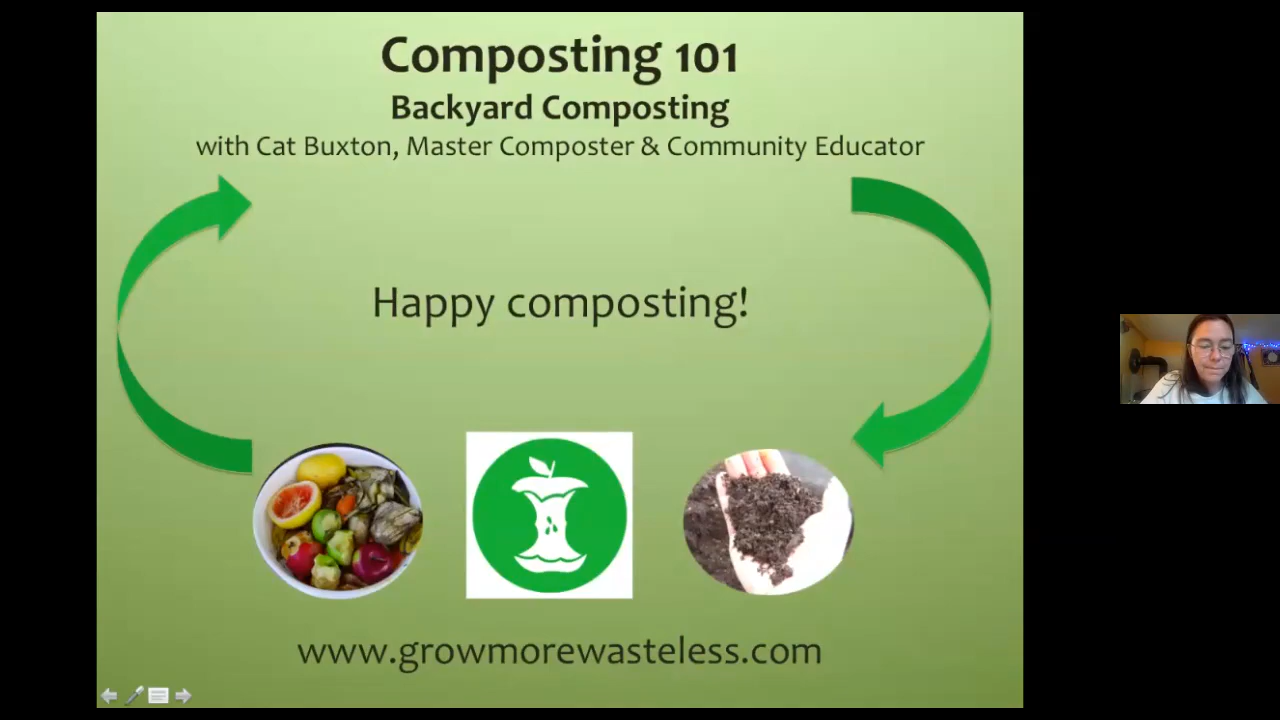 Composting 101
Backyard Composting
with Cat Buxton, Master Composter & Community Educator
Happy composting!
www.growmorewasteless.com